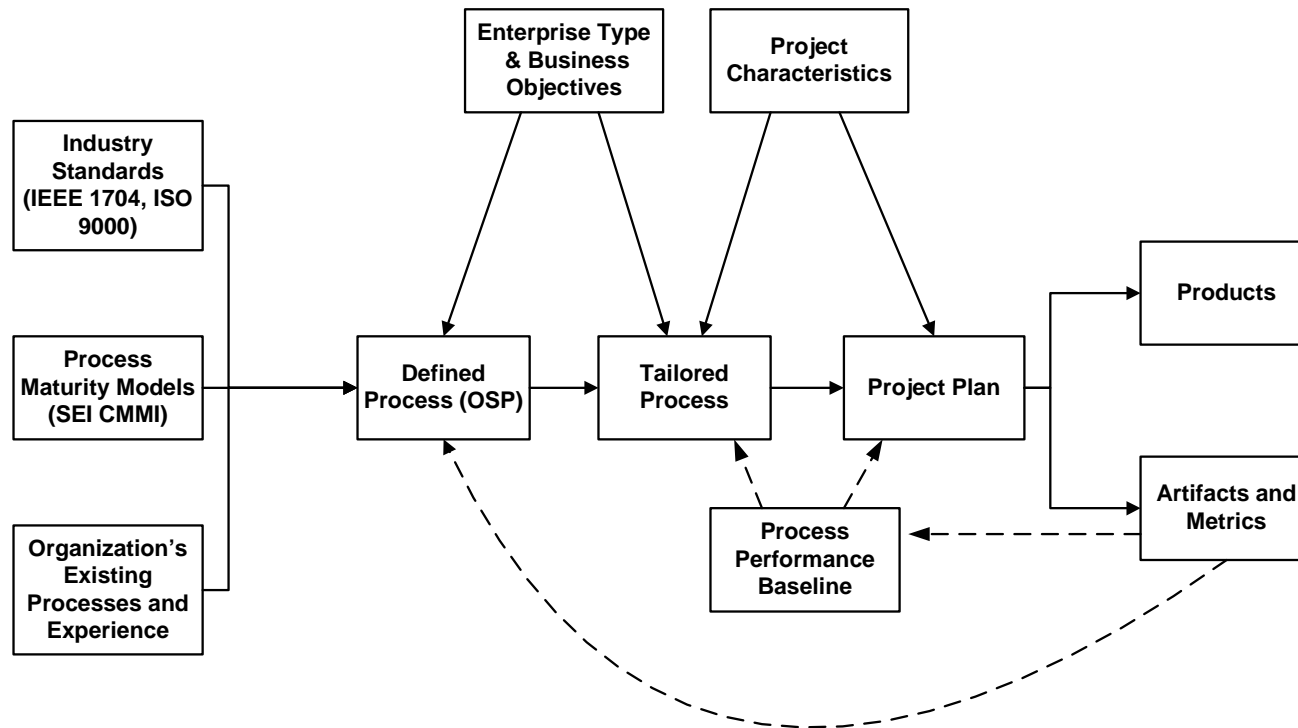 Enterprise Type
& Business
Objectives
Project
Characteristics
Industry
Standards
(IEEE 1704, ISO
9000)
Process
Maturity Models
(SEI CMMI)
Organization’s
Existing
Processes and
Experience
Defined
Process (OSP)
Tailored
Process
Project Plan
Products
Artifacts and
Metrics
Process
Performance
Baseline